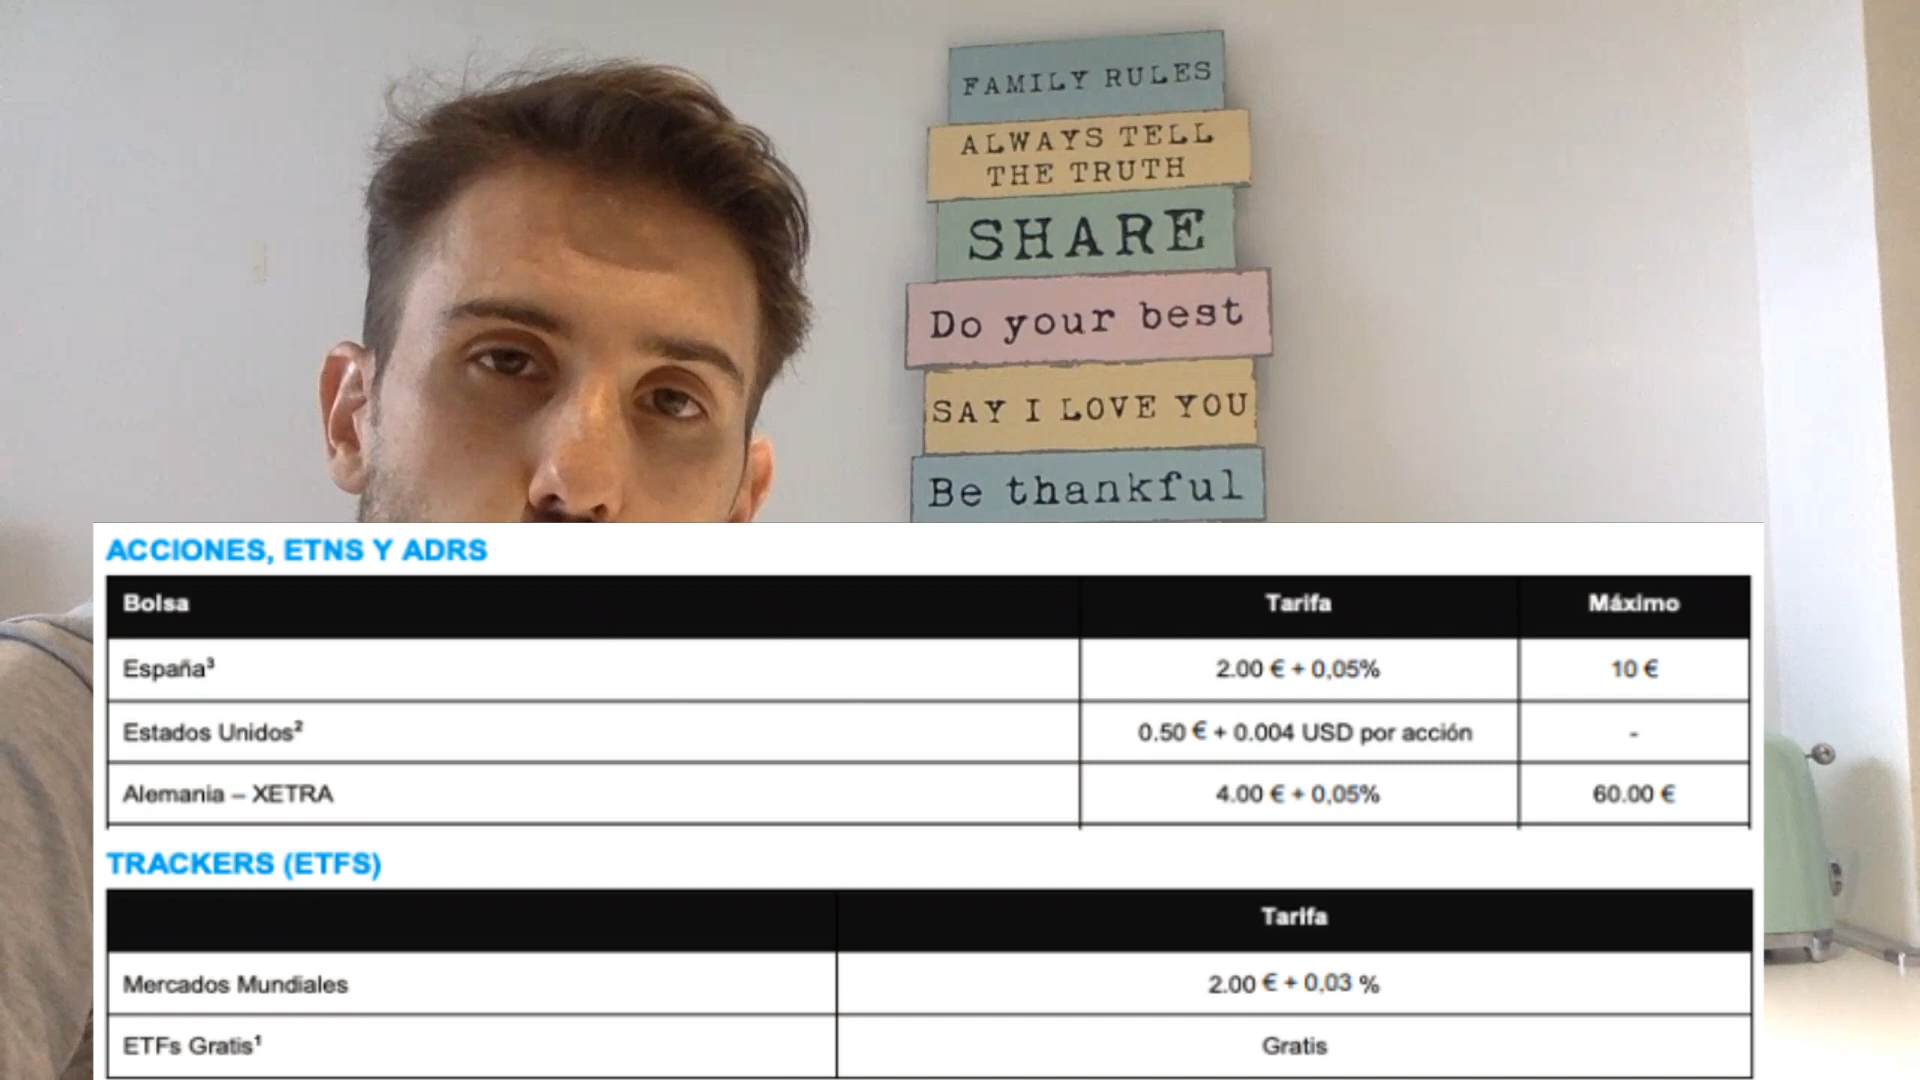 FAMILY RULES
ALWAYS TELL
THE TRUTH
SHARE
Do your best
SAY I LOVE YOU
Be thankful
ACCIONES, ETNS Y ADRS
Bolsa Tarifa Máximo
España³ 2.00 € + 0,05% 10 €
Estados Unidos² 0.50 € + 0.004 USD por acción -
Alemania – XETRA 4.00 € + 0,05% 60.00 €
TRACKERS (ETFS)
Tarifa
Mercados Mundiales 2.00 € + 0,03 %
ETFs Gratis¹ Gratis